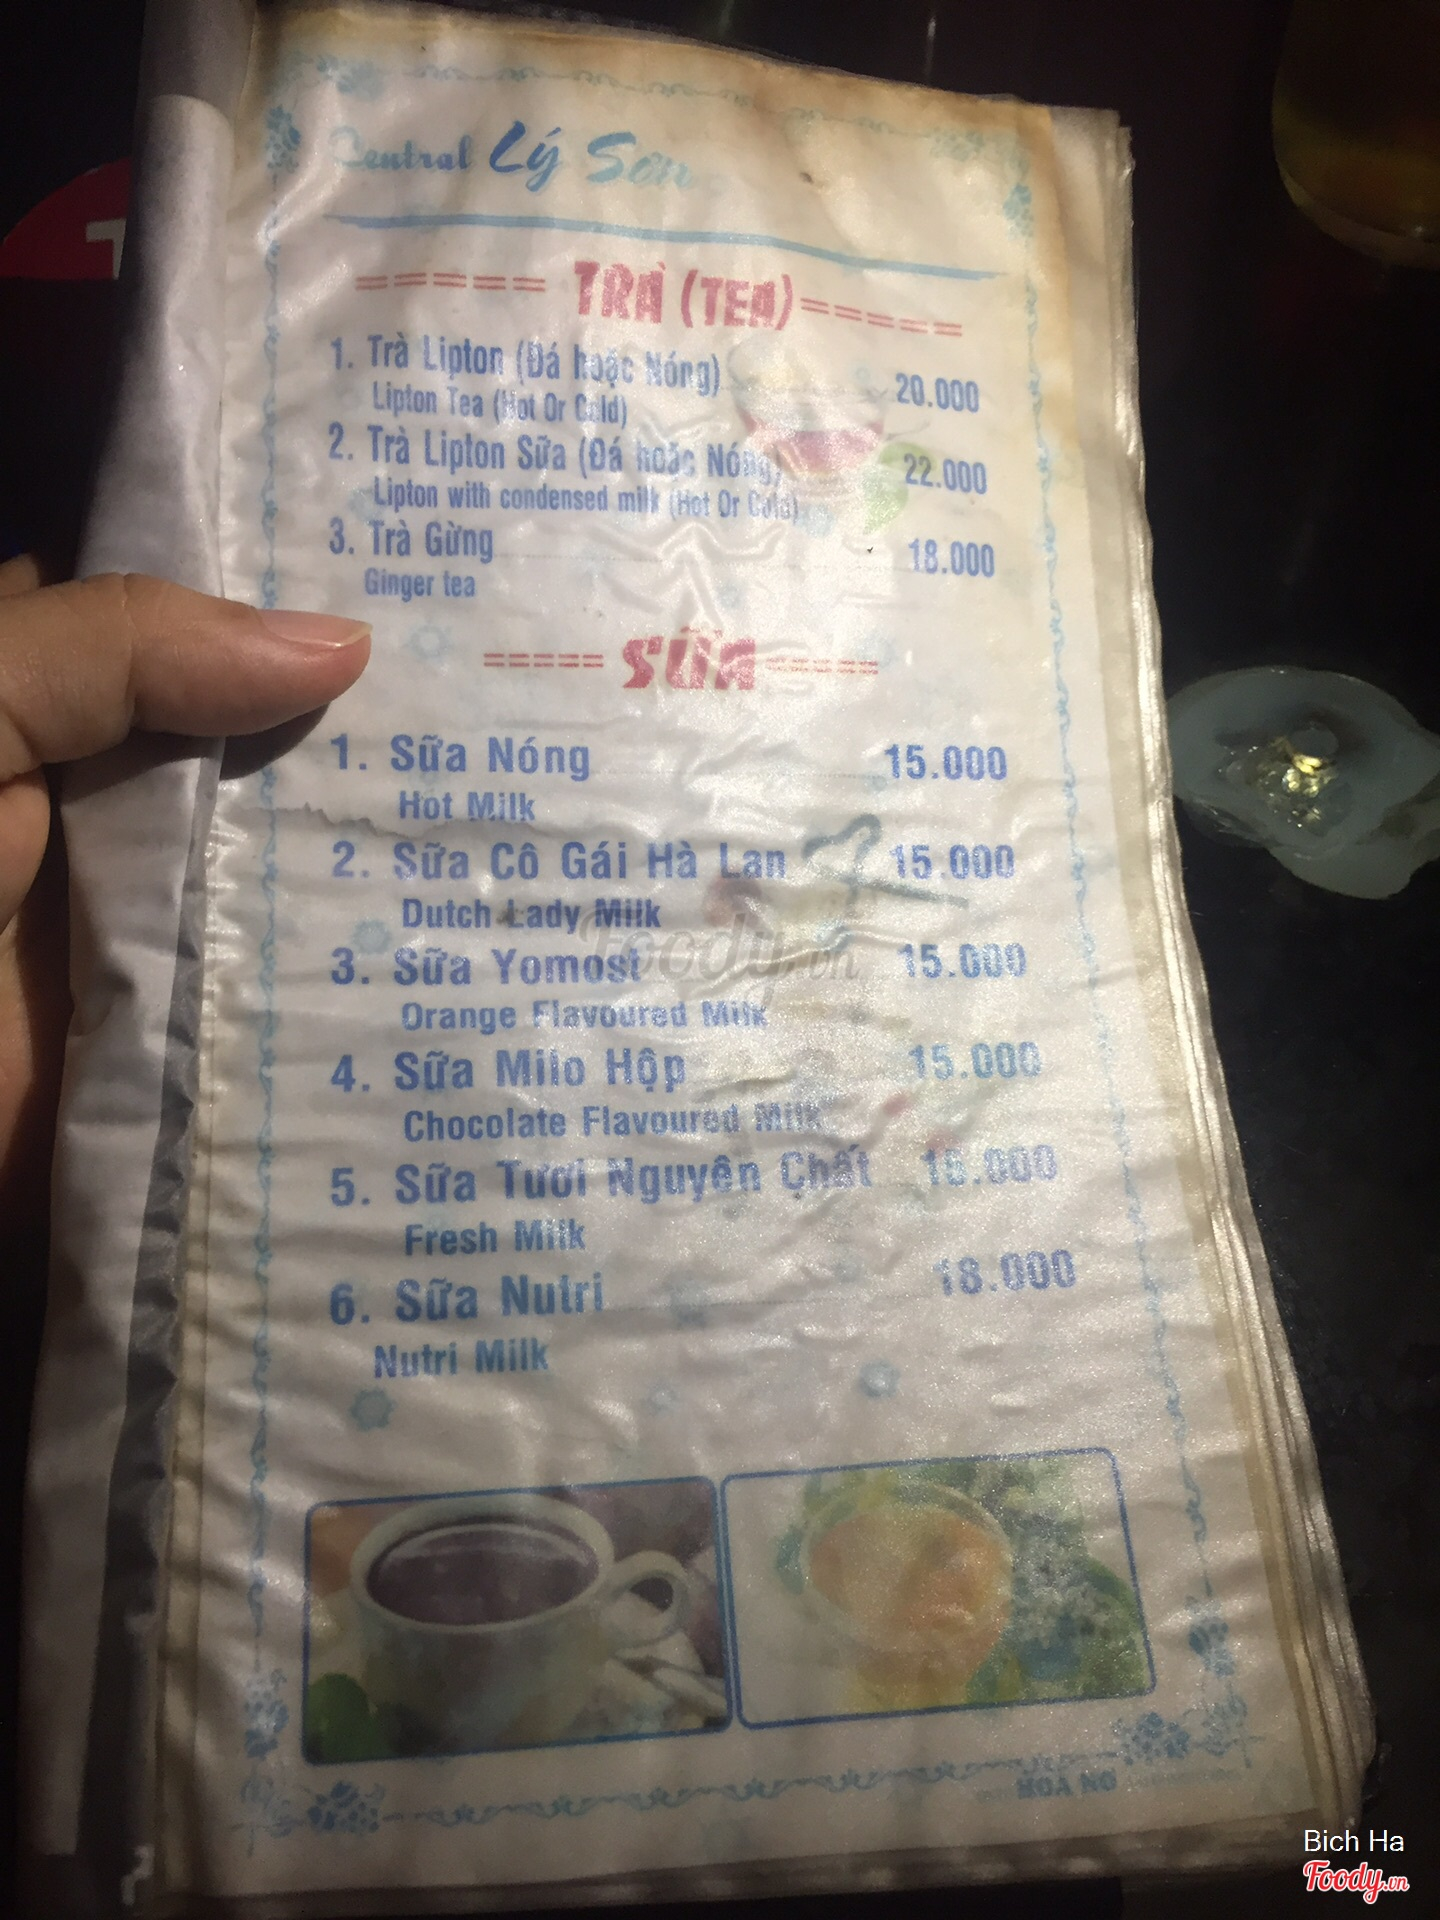 Central Lý Sơn
===== TRÀ (TEA) =====
1. Trà Lipton (Đá hoặc Nóng) 20.000
Lipton Tea (Hot Or Cold)
2. Trà Lipton Sữa (Đá hoặc Nóng) 22.000
Lipton with condensed milk (Hot Or Cold)
3. Trà Gừng 18.000
Ginger tea
===== SỮA =====
1. Sữa Nóng 15.000
Hot Milk
2. Sữa Cô Gái Hà Lan 15.000
Dutch Lady Milk
3. Sữa Yomost 15.000
Orange Flavoured Milk
4. Sữa Milo Hộp 15.000
Chocolate Flavoured Milk
5. Sữa Tươi Nguyên Chất
Fresh Milk
6. Sữa Nutri 18.000
Nutri Milk
Foody.vn
HOA NO
Bich Ha
Foody.vn